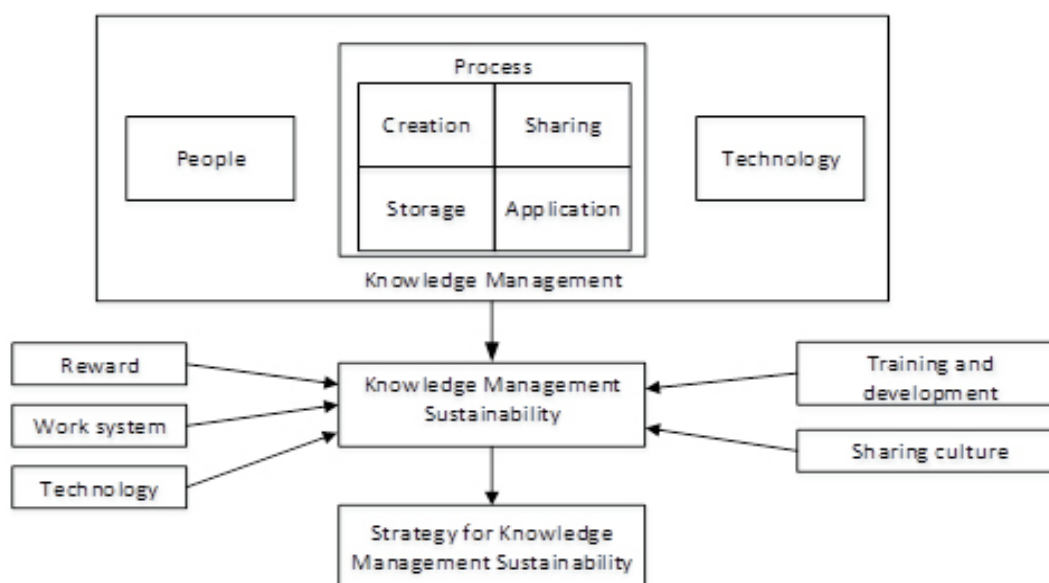 Process
Creation
Sharing
People
Technology
Storage
Application
Knowledge Management
Reward
Work system
Technology
Knowledge Management
Sustainability
Training and
development
Sharing culture
Strategy for Knowledge
Management Sustainability